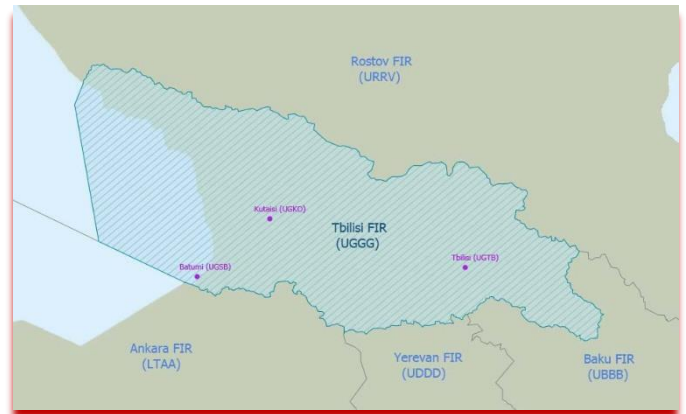 Rostov FIR
(URRV)
Kutaisi (UGKO)
Tbilisi FIR
(UGGG)
Batumi (UGSB)
Tbilisi (UGTB)
Ankara FIR
(LTAA)
Yerevan FIR
(UDDD)
Baku FIR
(UBBB)